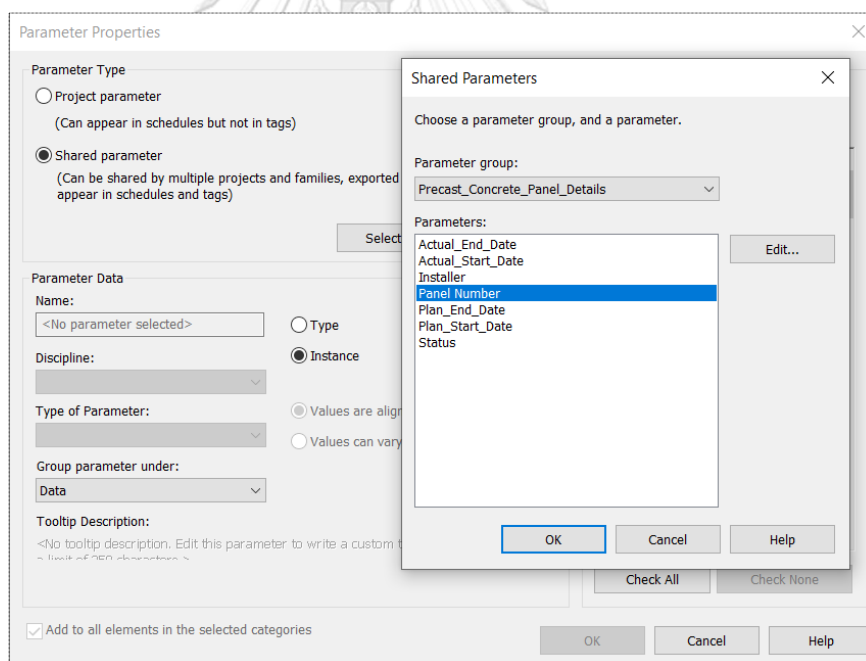 Parameter Properties
Parameter Type
Project parameter
(Can appear in schedules but not in tags)
Shared parameter
(Can be shared by multiple projects and families, exported
appear in schedules and tags)
Select
Parameter Data
Name:
<No parameter selected>
Type
Discipline:
Instance
Type of Parameter:
Values are
Values can vary
Group parameter under:
Data
Tooltip Description:
<No tooltip description. Edit this parameter to write a custom
a limit of 250 characters.>
Add to all elements in the selected categories
Shared Parameters
Choose a parameter group, and a parameter.
Parameter group:
Precast_Concrete_Panel_Details
Parameters:
Actual_End_Date
Actual_Start_Date
Installer
Panel Number
Plan_End_Date
Plan_Start_Date
Status
Edit...
OK
Cancel
Help
Check All
Check None
OK
Cancel
Help